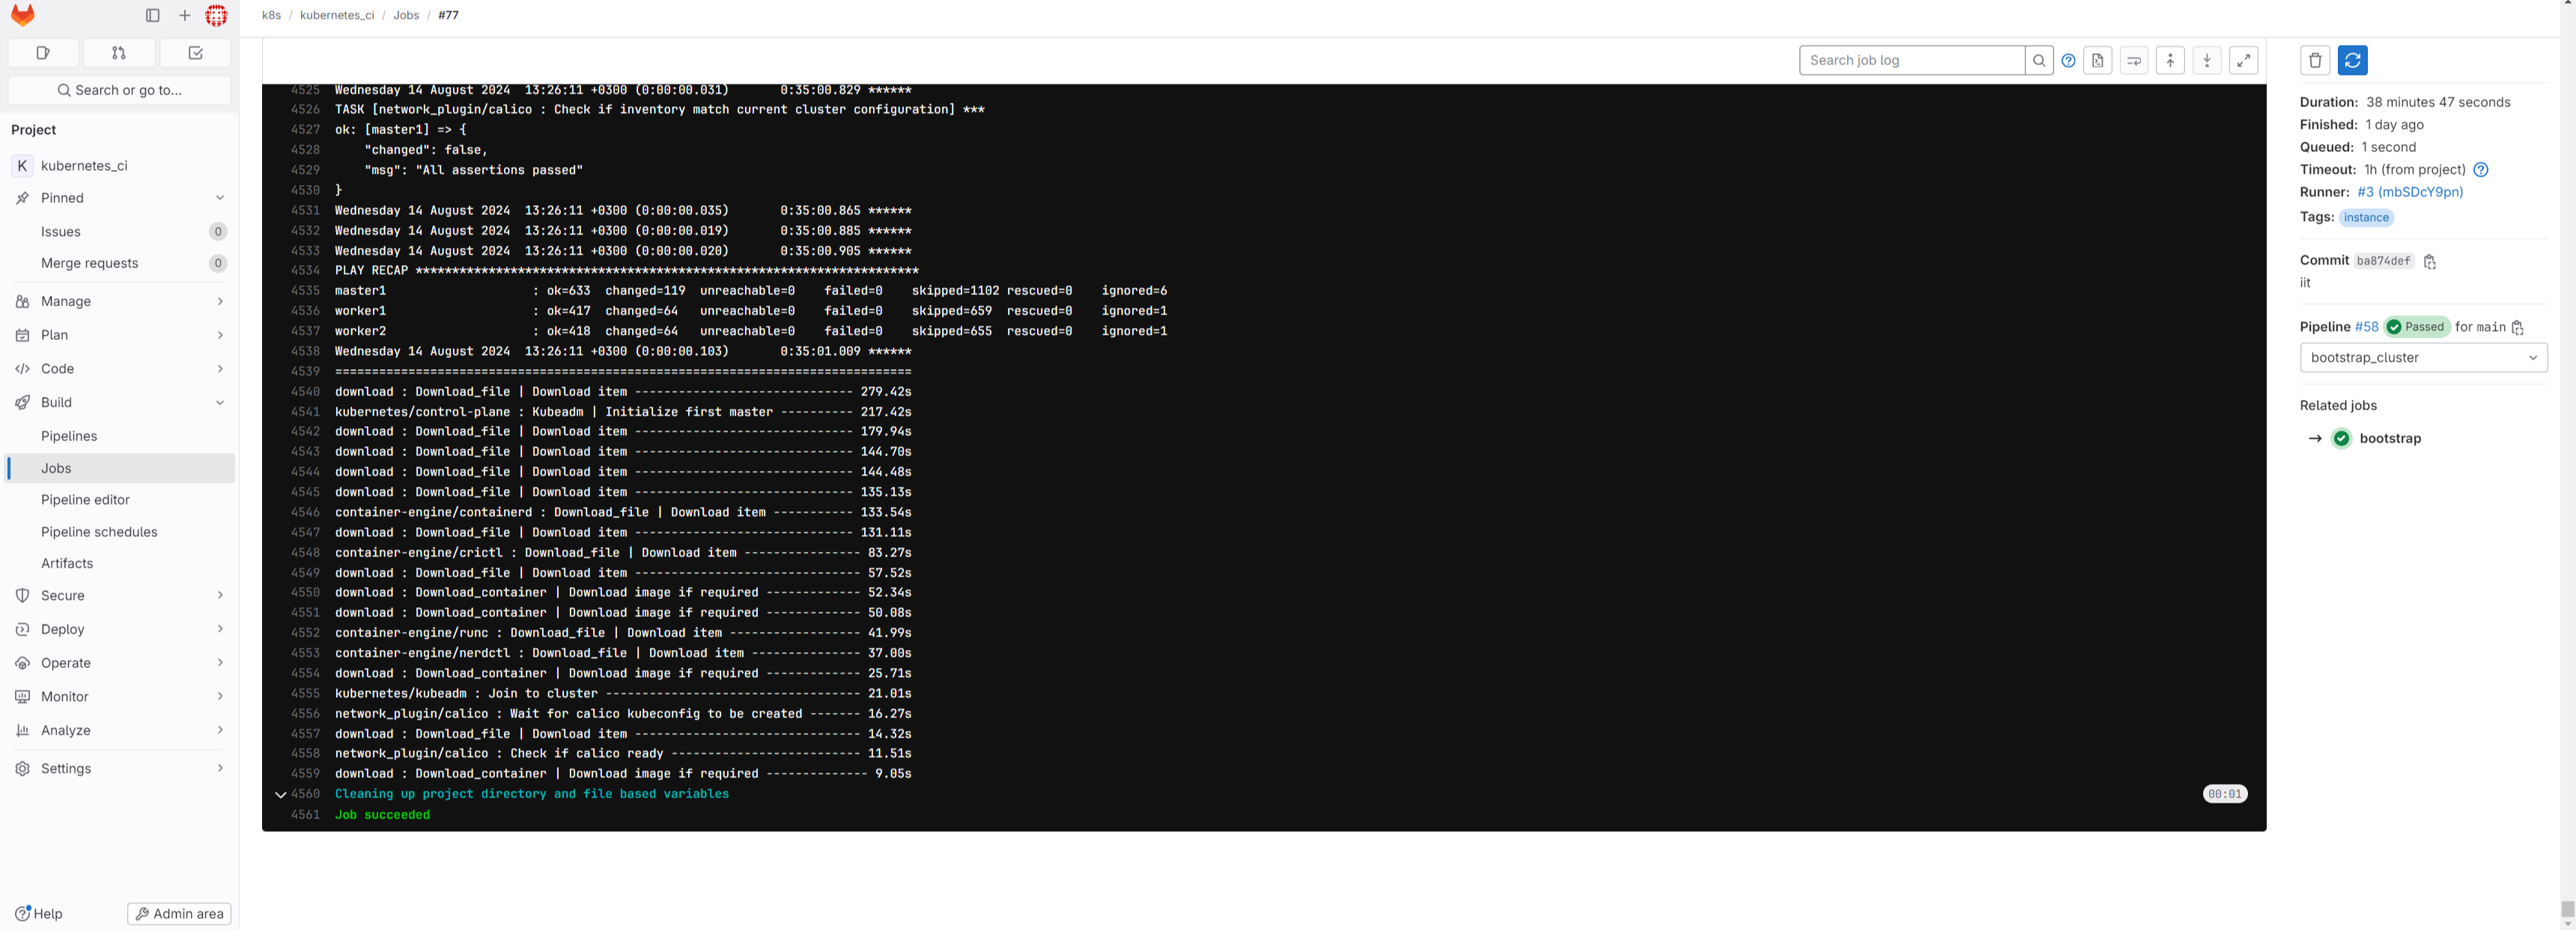 k8s / kubernetes_ci / Jobs / #77
Search or go to...
Project
K kubernetes_ci
Pinned
Issues 0
Merge requests 0
Manage
Plan
Code
Build
Pipelines
Jobs
Pipeline editor
Pipeline schedules
Artifacts
Secure
Deploy
Operate
Monitor
Analyze
Settings
Help
Admin area
Search job log
4525 Wednesday 14 August 2024  13:26:11 +0300 (0:00:00.031)       0:35:00.829 ******
4526 TASK [network_plugin/calico : Check if inventory match current cluster configuration] ***
4527 ok: [master1] => {
4528     "changed": false,
4529     "msg": "All assertions passed"
4530 }
4531 Wednesday 14 August 2024  13:26:11 +0300 (0:00:00.035)       0:35:00.865 ******
4532 Wednesday 14 August 2024  13:26:11 +0300 (0:00:00.019)       0:35:00.885 ******
4533 Wednesday 14 August 2024  13:26:11 +0300 (0:00:00.020)       0:35:00.905 ******
4534 PLAY RECAP *********************************************************************
4535 master1                    : ok=633  changed=119  unreachable=0    failed=0    skipped=1102 rescued=0    ignored=6
4536 worker1                    : ok=417  changed=64   unreachable=0    failed=0    skipped=659  rescued=0    ignored=1
4537 worker2                    : ok=418  changed=64   unreachable=0    failed=0    skipped=655  rescued=0    ignored=1
4538 Wednesday 14 August 2024  13:26:11 +0300 (0:00:00.103)       0:35:01.009 ******
4539 ===============================================================================
4540 download : Download_file | Download item ------------------------------ 279.42s
4541 kubernetes/control-plane : Kubeadm | Initialize first master ---------- 217.42s
4542 download : Download_file | Download item ------------------------------ 179.94s
4543 download : Download_file | Download item ------------------------------ 144.70s
4544 download : Download_file | Download item ------------------------------ 144.48s
4545 download : Download_file | Download item ------------------------------ 135.13s
4546 container-engine/containerd : Download_file | Download item ----------- 133.54s
4547 download : Download_file | Download item ------------------------------ 131.11s
4548 container-engine/crictl : Download_file | Download item ---------------- 83.27s
4549 download : Download_file | Download item ------------------------------- 57.52s
4550 download : Download_container | Download image if required ------------- 52.34s
4551 download : Download_container | Download image if required ------------- 50.08s
4552 container-engine/runc : Download_file | Download item ------------------ 41.99s
4553 container-engine/nerdctl : Download_file | Download item --------------- 37.00s
4554 download : Download_container | Download image if required ------------- 25.71s
4555 kubernetes/kubeadm : Join to cluster ----------------------------------- 21.01s
4556 network_plugin/calico : Wait for calico kubeconfig to be created ------- 16.27s
4557 download : Download_file | Download item ------------------------------- 14.32s
4558 network_plugin/calico : Check if calico ready -------------------------- 11.51s
4559 download : Download_container | Download image if required -------------- 9.05s
4560 Cleaning up project directory and file based variables 00:01
4561 Job succeeded
Duration: 38 minutes 47 seconds
Finished: 1 day ago
Queued: 1 second
Timeout: 1h (from project)
Runner: #3 (mbSDcY9pn)
Tags: instance
Commit ba874def
iit
Pipeline #58 Passed for main
bootstrap_cluster
Related jobs
→ bootstrap